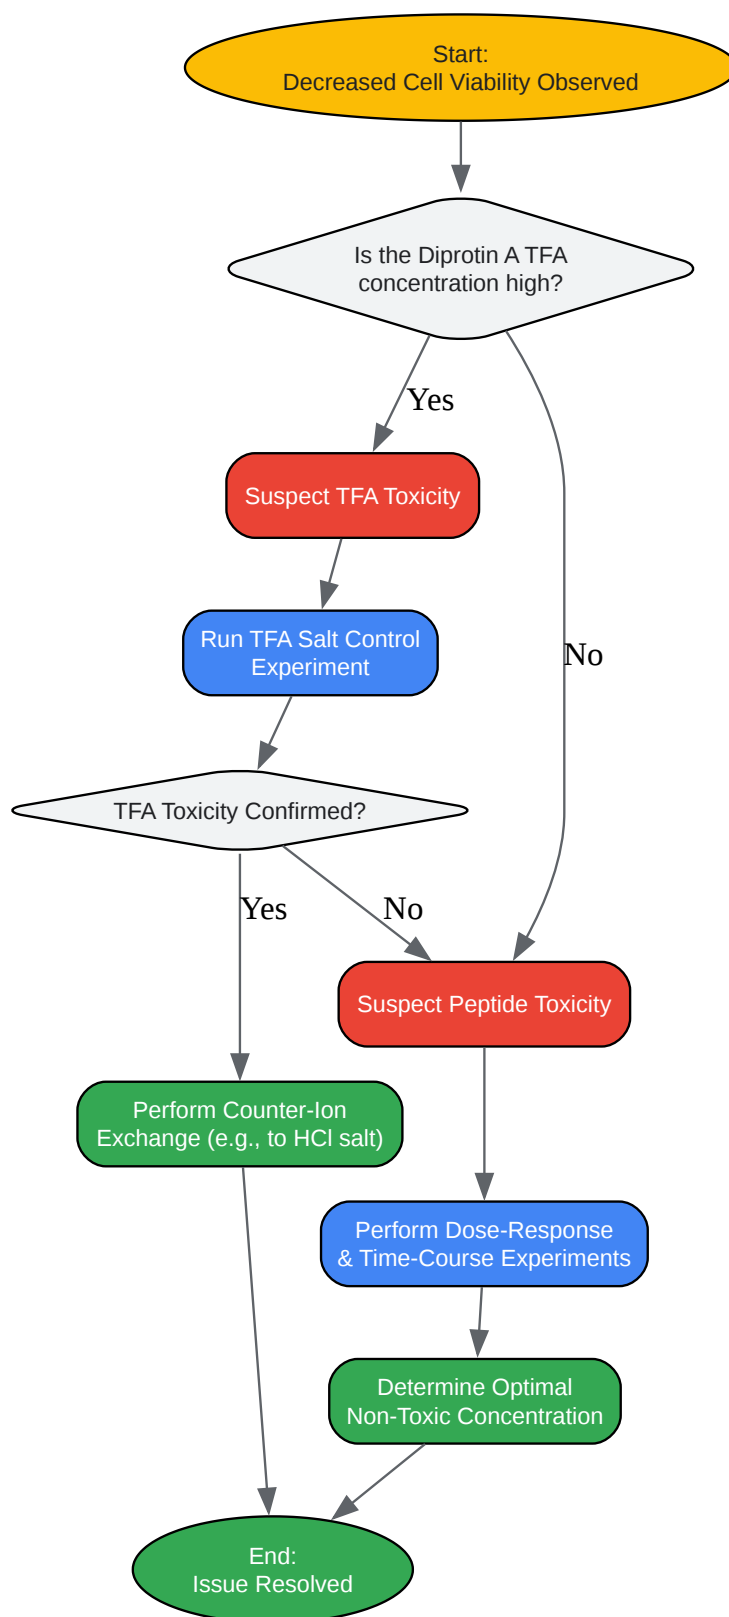 Start:
Decreased Cell Viability Observed
Is the Diprotin A TFA
concentration high?
Yes
Suspect TFA Toxicity
Run TFA Salt Control
Experiment
No
TFA Toxicity Confirmed?
Yes
No
Suspect Peptide Toxicity
Perform Counter-Ion
Exchange (e.g., to HCl salt)
Perform Dose-Response
& Time-Course Experiments
Determine Optimal
Non-Toxic Concentration
End:
Issue Resolved